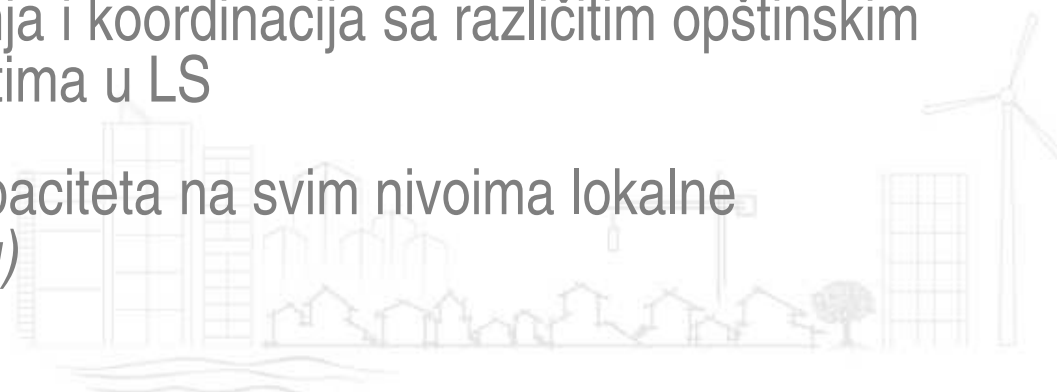 ja i koordinacija sa različitim opštinskim
tima u LS
paciteta na svim nivoima lokalne
)